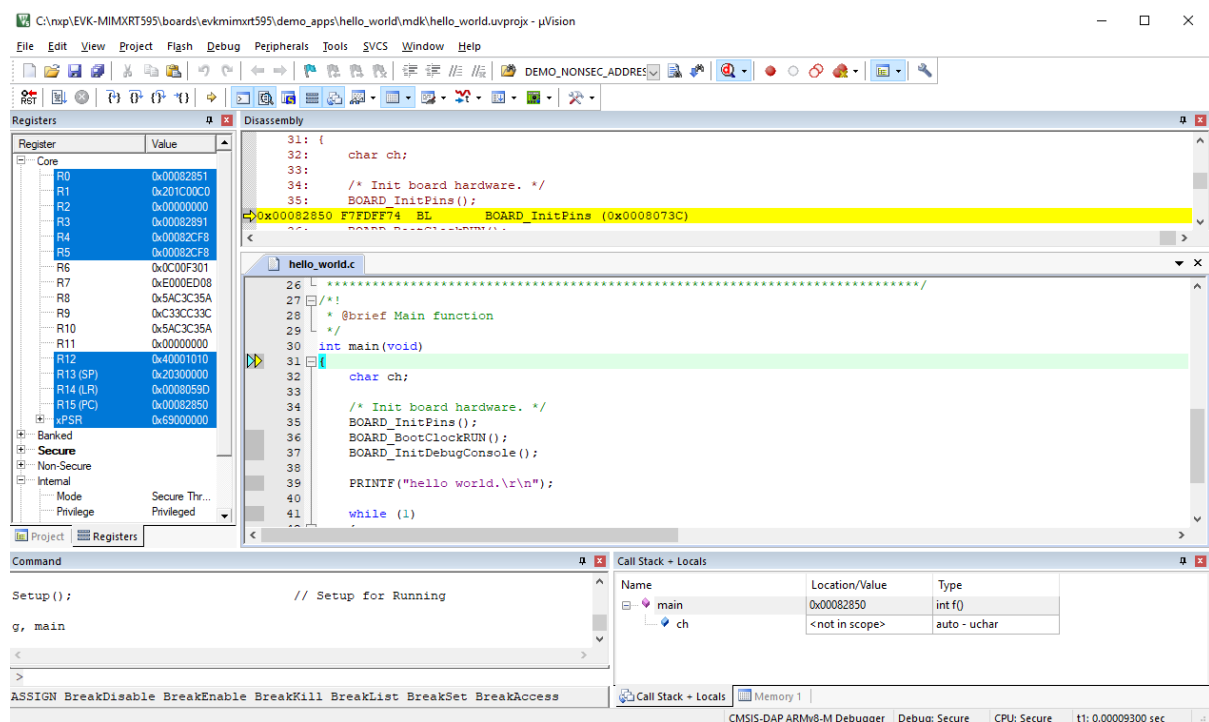 C:\nxp\EVK-MIMXRT595\boards\evkmimxrt595\demo_apps\hello_world\mdk\hello_world.uvprojx - µVision
File Edit View Project Flash Debug Peripherals Tools SVCS Window Help
DEMO_NONSEC_ADDRES
RST
Registers
Register Value
Core
R0 0x00082851
R1 0x201C00C0
R2 0x00000000
R3 0x00082891
R4 0x00082CF8
R5 0x00082CF8
R6 0x0C00F301
R7 0xE000ED08
R8 0x5AC3C35A
R9 0xC33CC33C
R10 0x5AC3C35A
R11 0x00000000
R12 0x40001010
R13 (SP) 0x20300000
R14 (LR) 0x0008059D
R15 (PC) 0x00082850
xPSR 0x69000000
Banked
Secure
Non-Secure
Internal
Mode Secure Thr...
Privilege Privileged
Project Registers
Disassembly
31: {
32: char ch;
33:
34: /* Init board hardware. */
35: BOARD_InitPins();
0x00082850 F7FDFF74 BL BOARD_InitPins (0x0008073C)
36: BOARD_BootClockRUN();
hello_world.c
26 ******************************************************************************/
27 /*!
28 * @brief Main function
29 */
30 int main(void)
31 {
32 char ch;
33
34 /* Init board hardware. */
35 BOARD_InitPins();
36 BOARD_BootClockRUN();
37 BOARD_InitDebugConsole();
38
39 PRINTF("hello world.\r\n");
40
41 while (1)
Command
Setup(); // Setup for Running
g, main
>
ASSIGN BreakDisable BreakEnable BreakKill BreakList BreakSet BreakAccess
Call Stack + Locals
Name Location/Value Type
main 0x00082850 int f()
ch <not in scope> auto - uchar
Call Stack + Locals Memory 1
CMSIS-DAP ARMv8-M Debugger Debug: Secure CPU: Secure t1: 0.00009300 sec